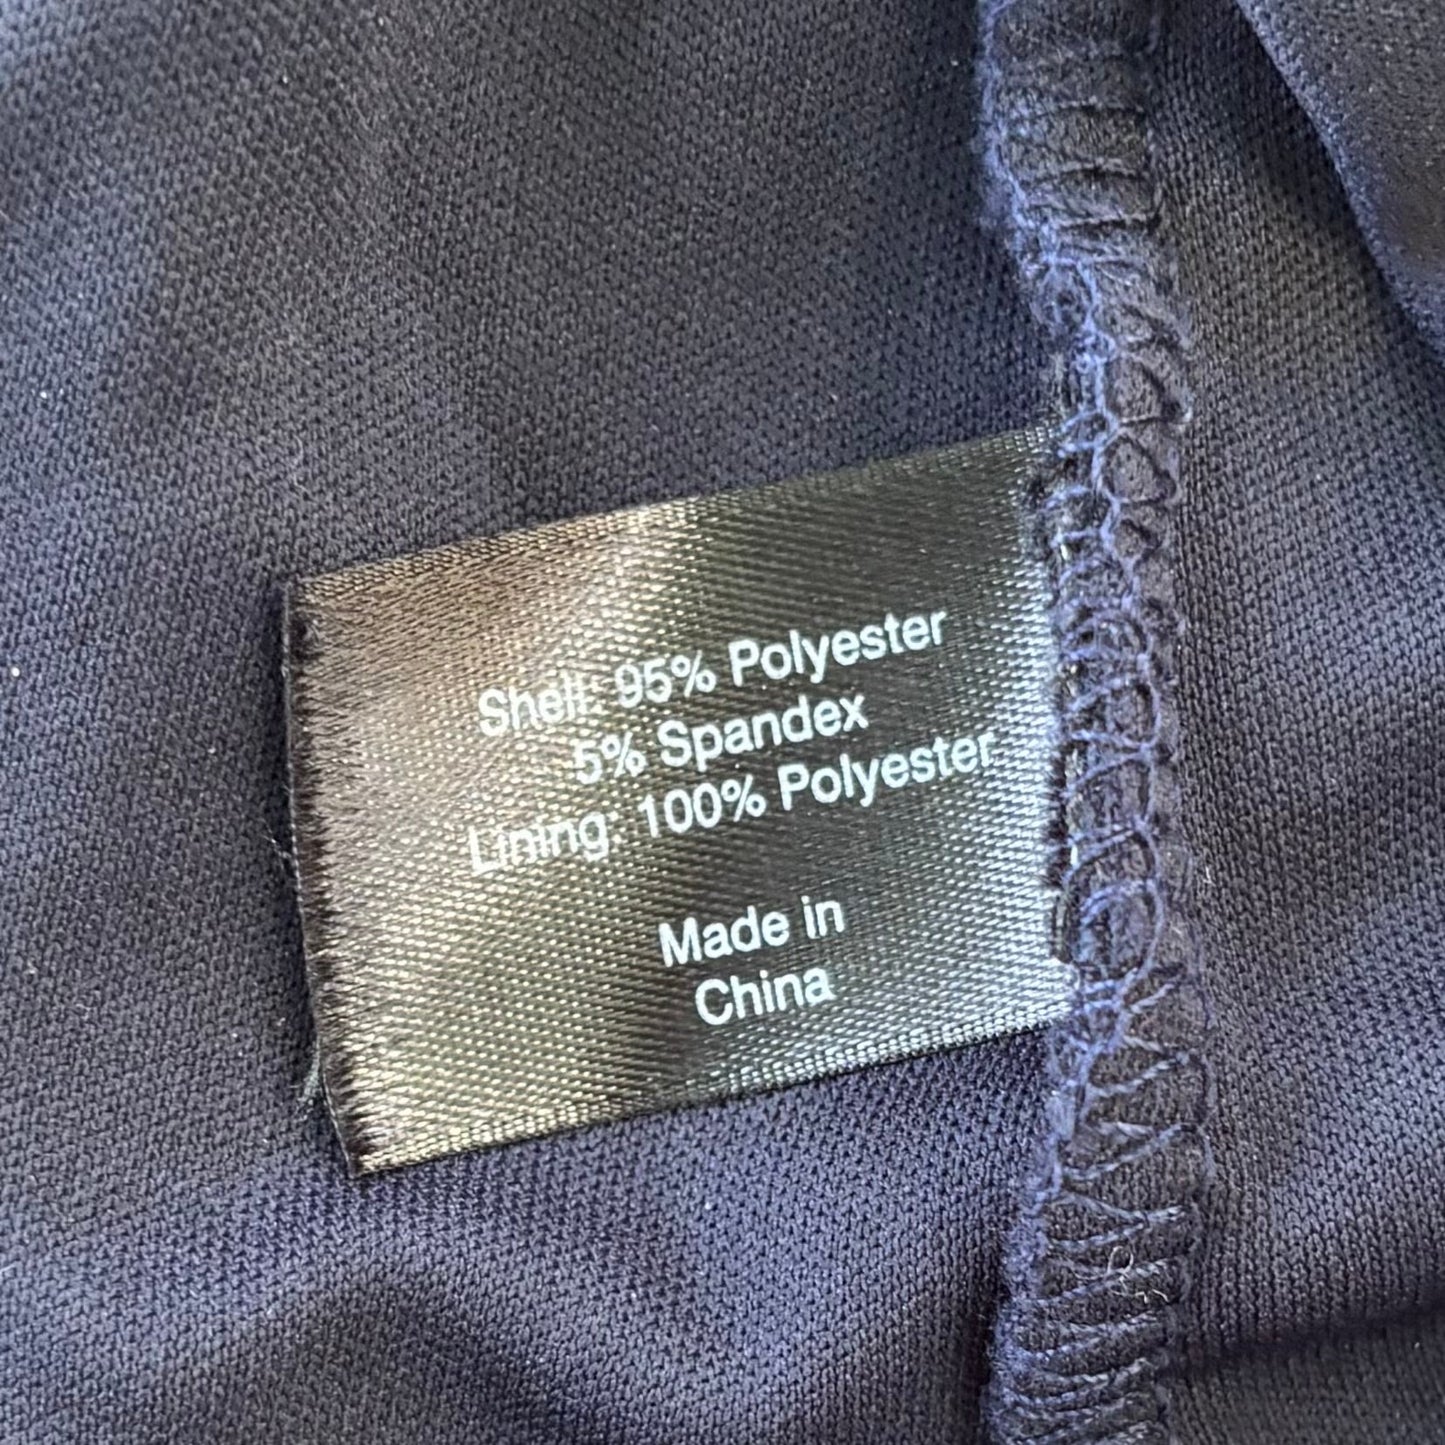 Shell: 95% Polyester
5% Spandex
Lining: 100% Polyester
Made in
China